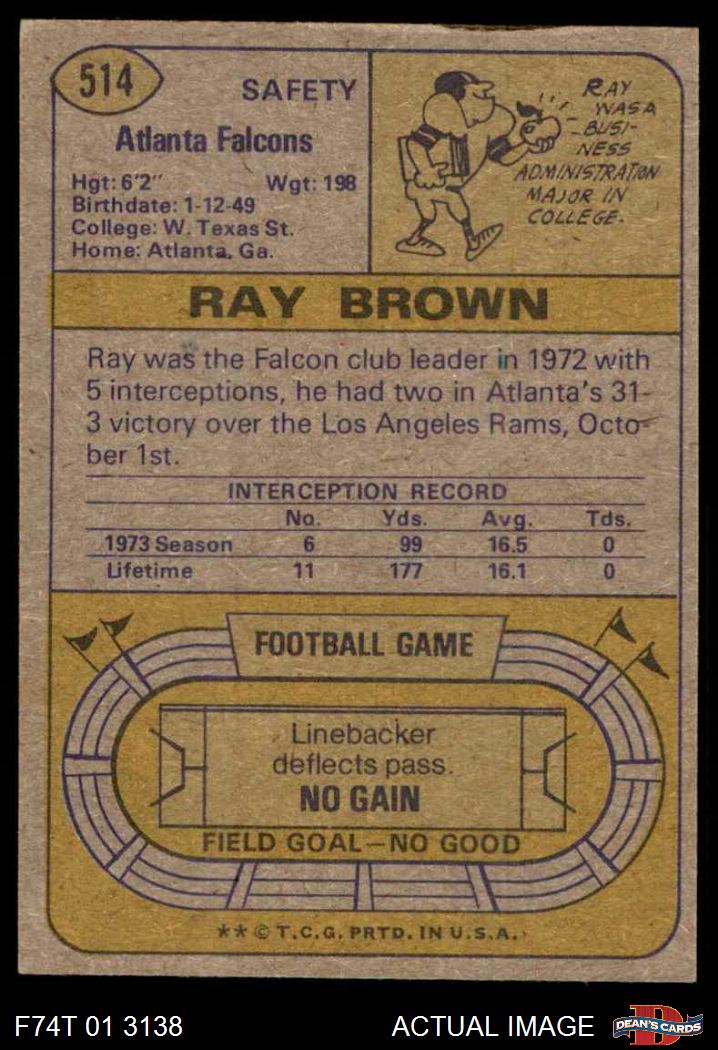 514
SAFETY
Atlanta Falcons
Hgt: 6'2" Wgt: 198
Birthdate: 1-12-49
College: W. Texas St.
Home: Atlanta, Ga.
RAY
WAS A
BUSI-
NESS
ADMINISTRATION
MAJOR IN
COLLEGE.
RAY BROWN
Ray was the Falcon club leader in 1972 with
5 interceptions, he had two in Atlanta's 31-
3 victory over the Los Angeles Rams, Octo-
ber 1st.
INTERCEPTION RECORD
No. Yds. Avg. Tds.
1973 Season 6 99 16.5 0
Lifetime 11 177 16.1 0
FOOTBALL GAME
Linebacker
deflects pass.
NO GAIN
FIELD GOAL—NO GOOD
** © T.C.G. PRTD. IN U.S.A.
F74T 01 3138 ACTUAL IMAGE D DEAN'S CARDS